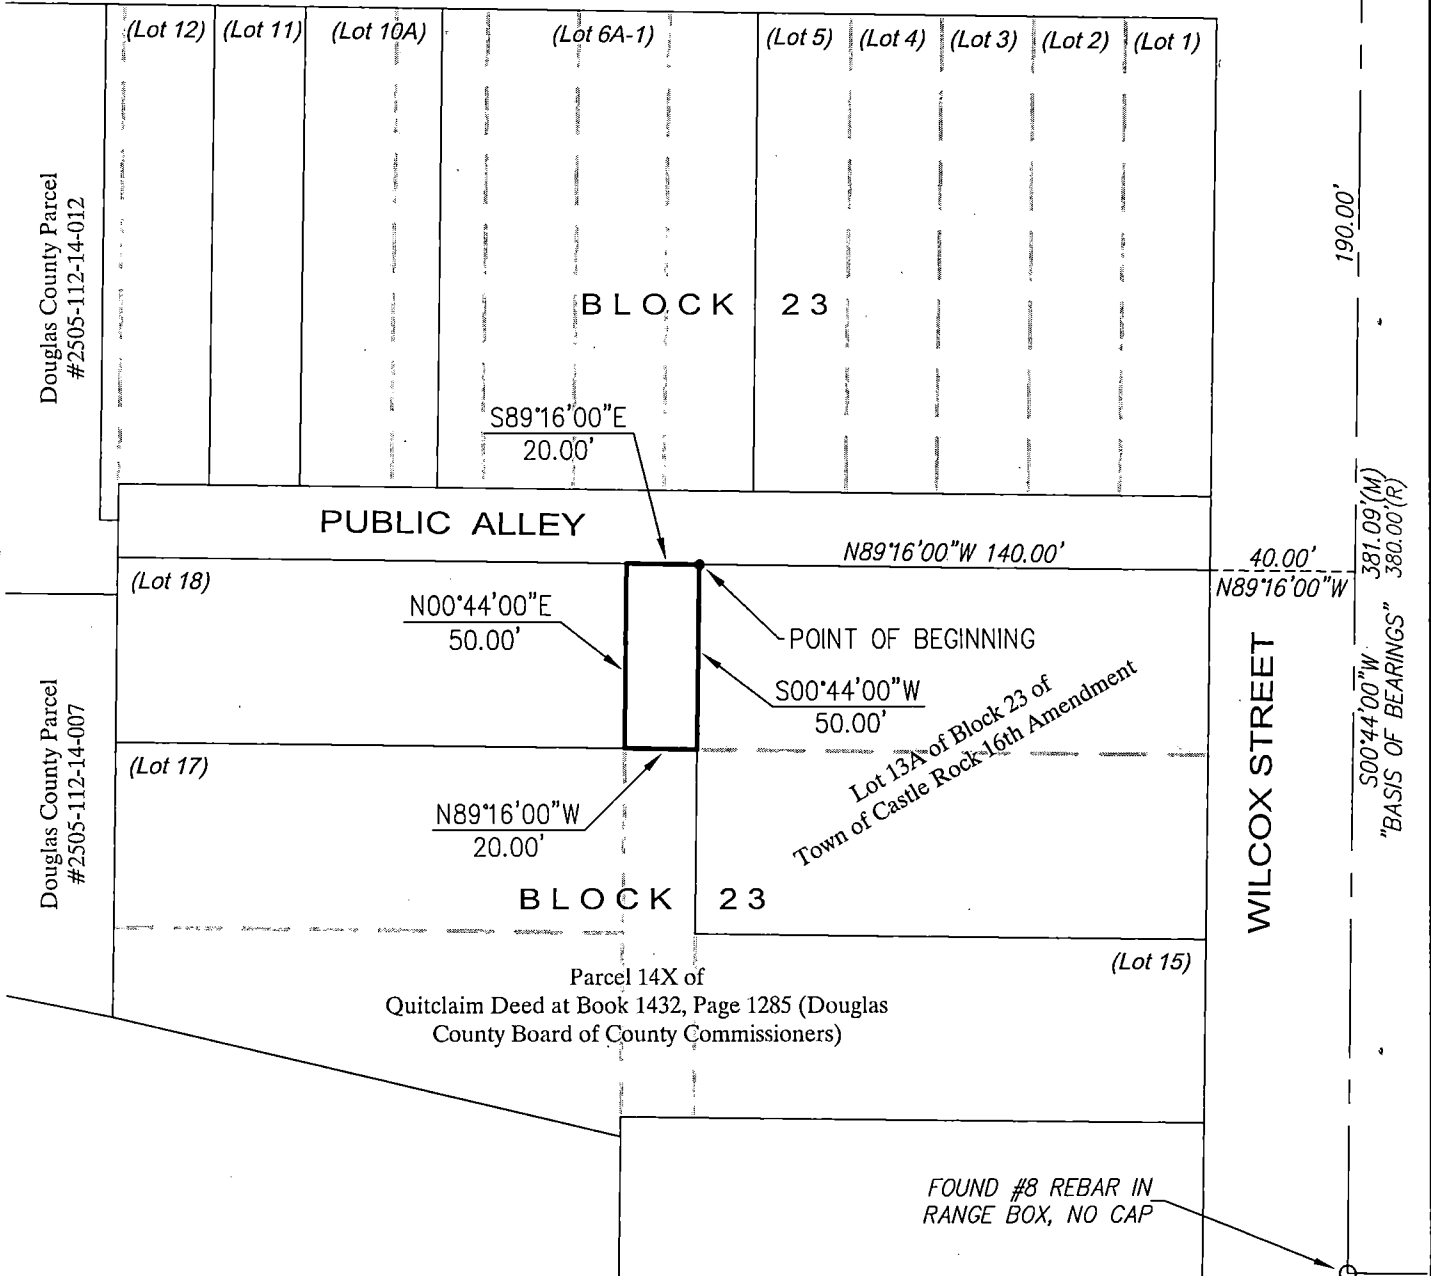 (Lot 12) (Lot 11) (Lot 10A) (Lot 6A-1) (Lot 5) (Lot 4) (Lot 3) (Lot 2) (Lot 1)
Douglas County Parcel
#2505-112-14-012
190.00'
BLOCK 23
S89°16'00"E
20.00'
PUBLIC ALLEY
N89°16'00"W 140.00'
40.00'
N89°16'00"W
381.09'(M)
380.00'(R)
S00°44'00"W
"BASIS OF BEARINGS"
(Lot 18)
N00°44'00"E
50.00'
POINT OF BEGINNING
S00°44'00"W
50.00'
Lot 13A of Block 23 of
Town of Castle Rock 16th Amendment
WILCOX STREET
Douglas County Parcel
#2505-112-14-007
(Lot 17)
N89°16'00"W
20.00'
BLOCK 23
(Lot 15)
Parcel 14X of
Quitclaim Deed at Book 1432, Page 1285 (Douglas
County Board of County Commissioners)
FOUND #8 REBAR IN
RANGE BOX, NO CAP